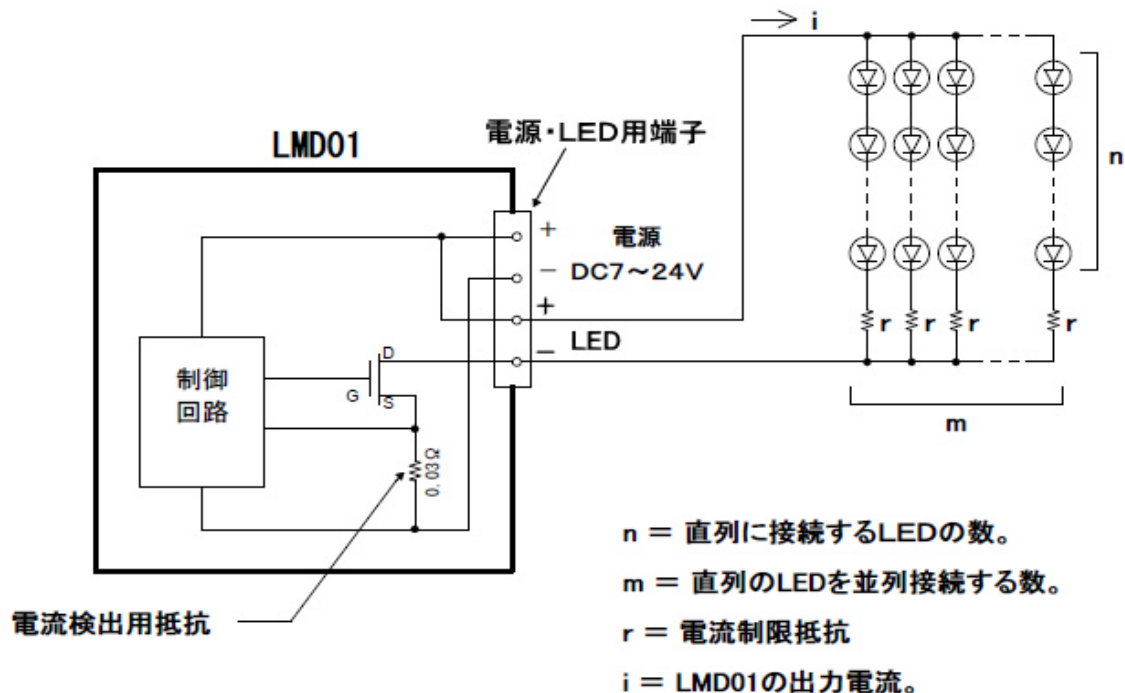 i
電源・LED用端子
LMD01
n
+
電源
−
DC7～24V
+
LED
−
r
r
r
r
制御
回路
D
G
S
0.03Ω
m
n = 直列に接続するLEDの数。
m = 直列のLEDを並列接続する数。
電流検出用抵抗
r = 電流制限抵抗
i = LMD01の出力電流。